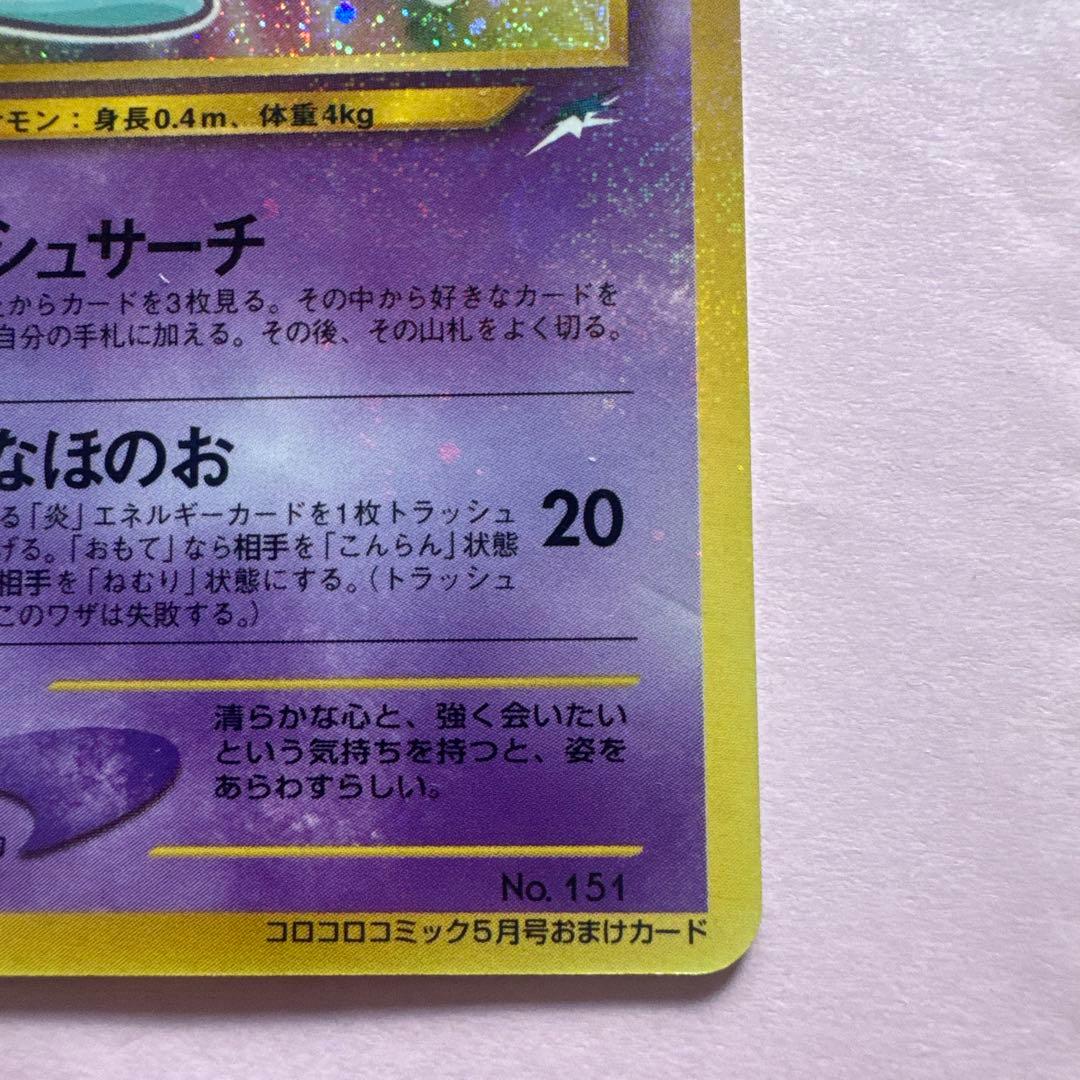 モン:身長0.4m、体重4kg
シュサーチ
からカードを3枚見る。その中から好きなカードを
自分の手札に加える。その後、その山札をよく切る。
なほのお
る「炎」エネルギーカードを1枚トラッシュ
げる。「おもて」なら相手を「こんらん」状態
相手を「ねむり」状態にする。(トラッシュ
このワザは失敗する。)
20
清らかな心と、強く会いたい
という気持ちを持つと、姿を
あらわすらしい。
No. 151
コロコロコミック5月号おまけカード